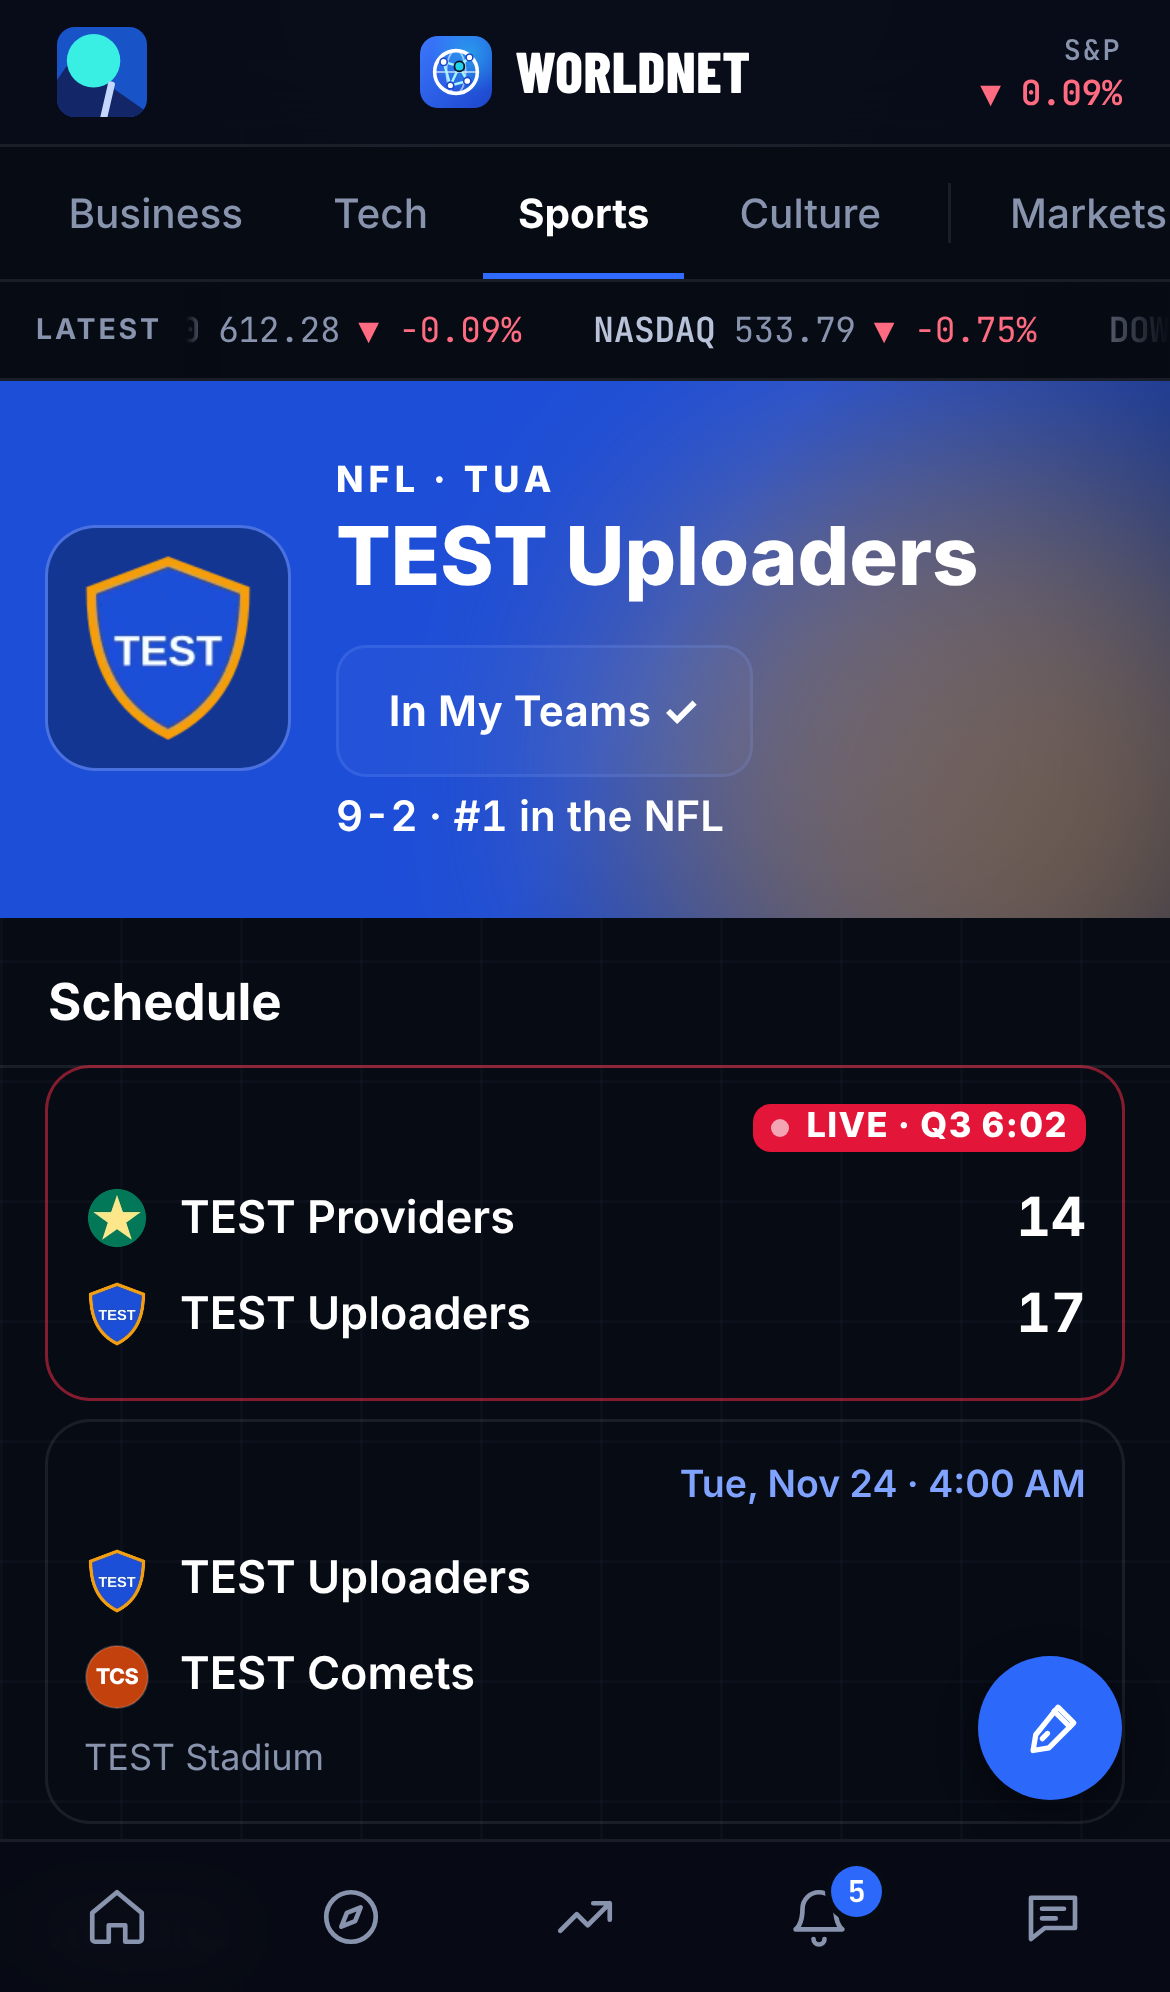 WORLDNET
S&P
▼ 0.09%
Business Tech Sports Culture Markets
LATEST 612.28 ▼ -0.09% NASDAQ 533.79 ▼ -0.75%
NFL · TUA
TEST Uploaders
TEST
In My Teams ✓
9-2 · #1 in the NFL
Schedule
LIVE · Q3 6:02
TEST Providers 14
TEST TEST Uploaders 17
Tue, Nov 24 · 4:00 AM
TEST TEST Uploaders
TCS TEST Comets
TEST Stadium
5